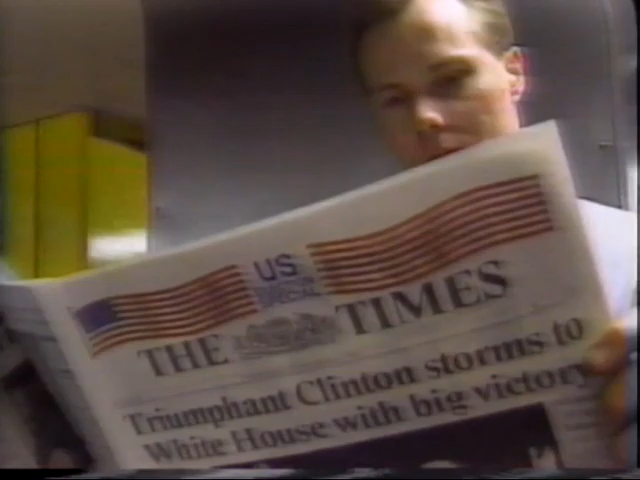 US
THE TIMES
Triumphant Clinton storms to
White House with big victory